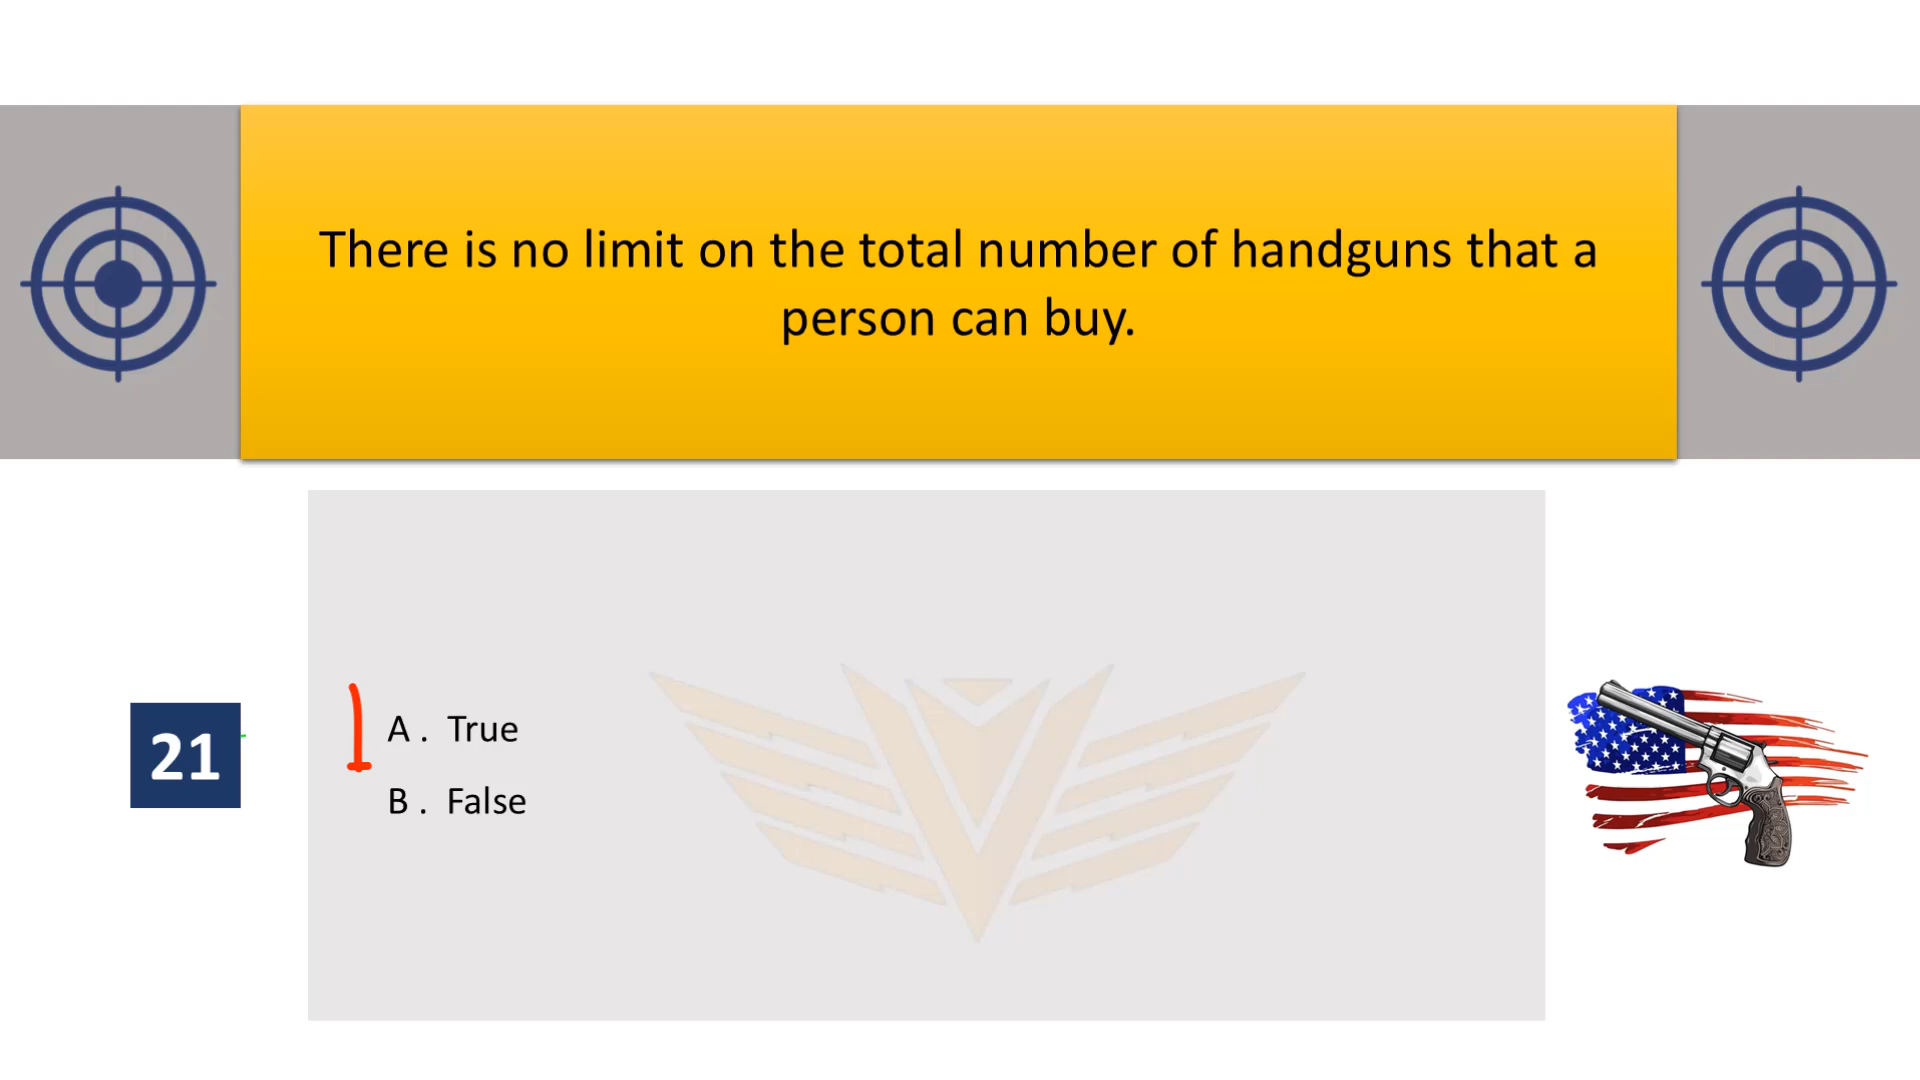 There is no limit on the total number of handguns that a
person can buy.
21
A . True
B . False